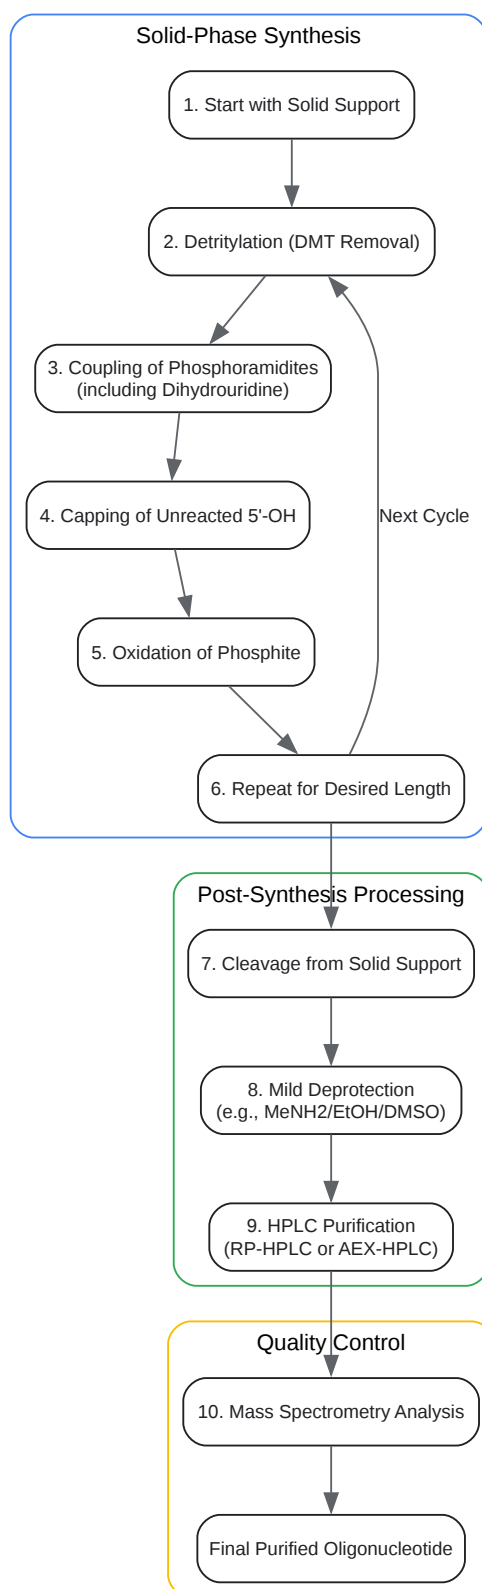 Solid-Phase Synthesis
1. Start with Solid Support
2. Detritylation (DMT Removal)
3. Coupling of Phosphoramidites
(including Dihydrouridine)
4. Capping of Unreacted 5'-OH
Next Cycle
5. Oxidation of Phosphite
6. Repeat for Desired Length
Post-Synthesis Processing
7. Cleavage from Solid Support
8. Mild Deprotection
(e.g., MeNH2/EtOH/DMSO)
9. HPLC Purification
(RP-HPLC or AEX-HPLC)
Quality Control
10. Mass Spectrometry Analysis
Final Purified Oligonucleotide